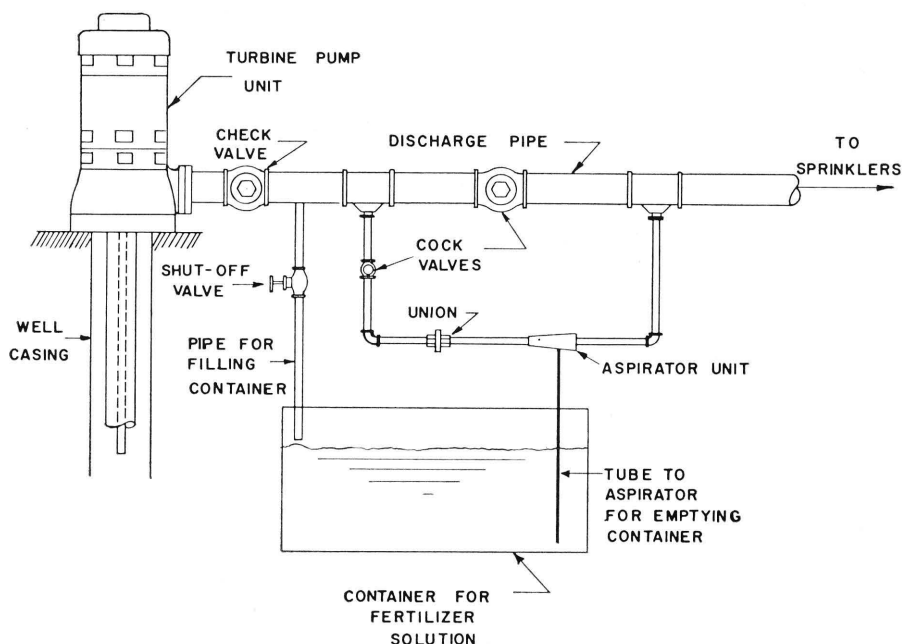 TURBINE PUMP
UNIT
CHECK
VALVE
DISCHARGE PIPE
TO
SPRINKLERS
SHUT-OFF
VALVE
COCK
VALVES
WELL
CASING
UNION
PIPE FOR
FILLING
CONTAINER
ASPIRATOR UNIT
TUBE TO
ASPIRATOR
FOR EMPTYING
CONTAINER
CONTAINER FOR
FERTILIZER
SOLUTION